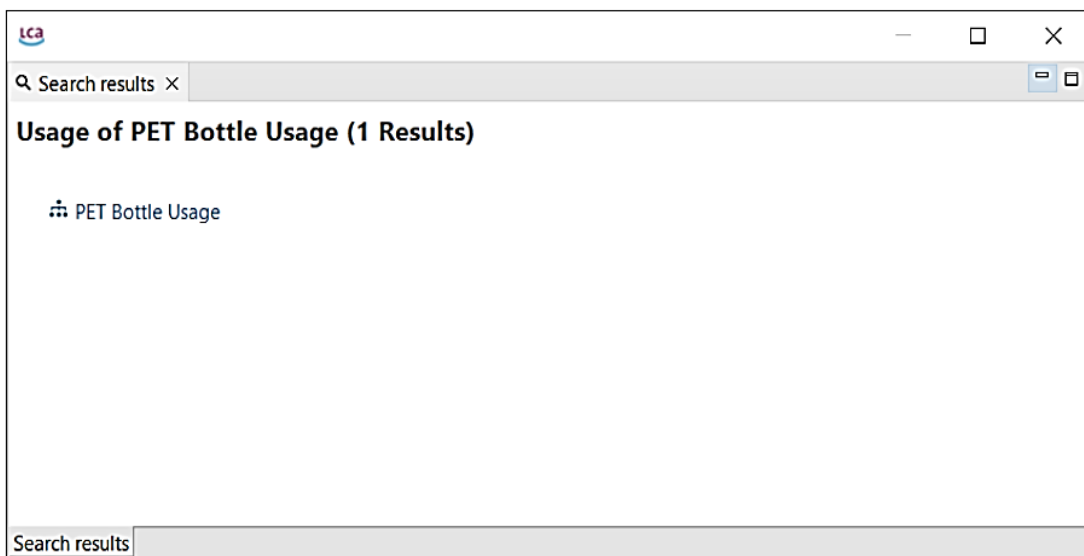 LCA
Search results
Usage of PET Bottle Usage (1 Results)
PET Bottle Usage
Search results